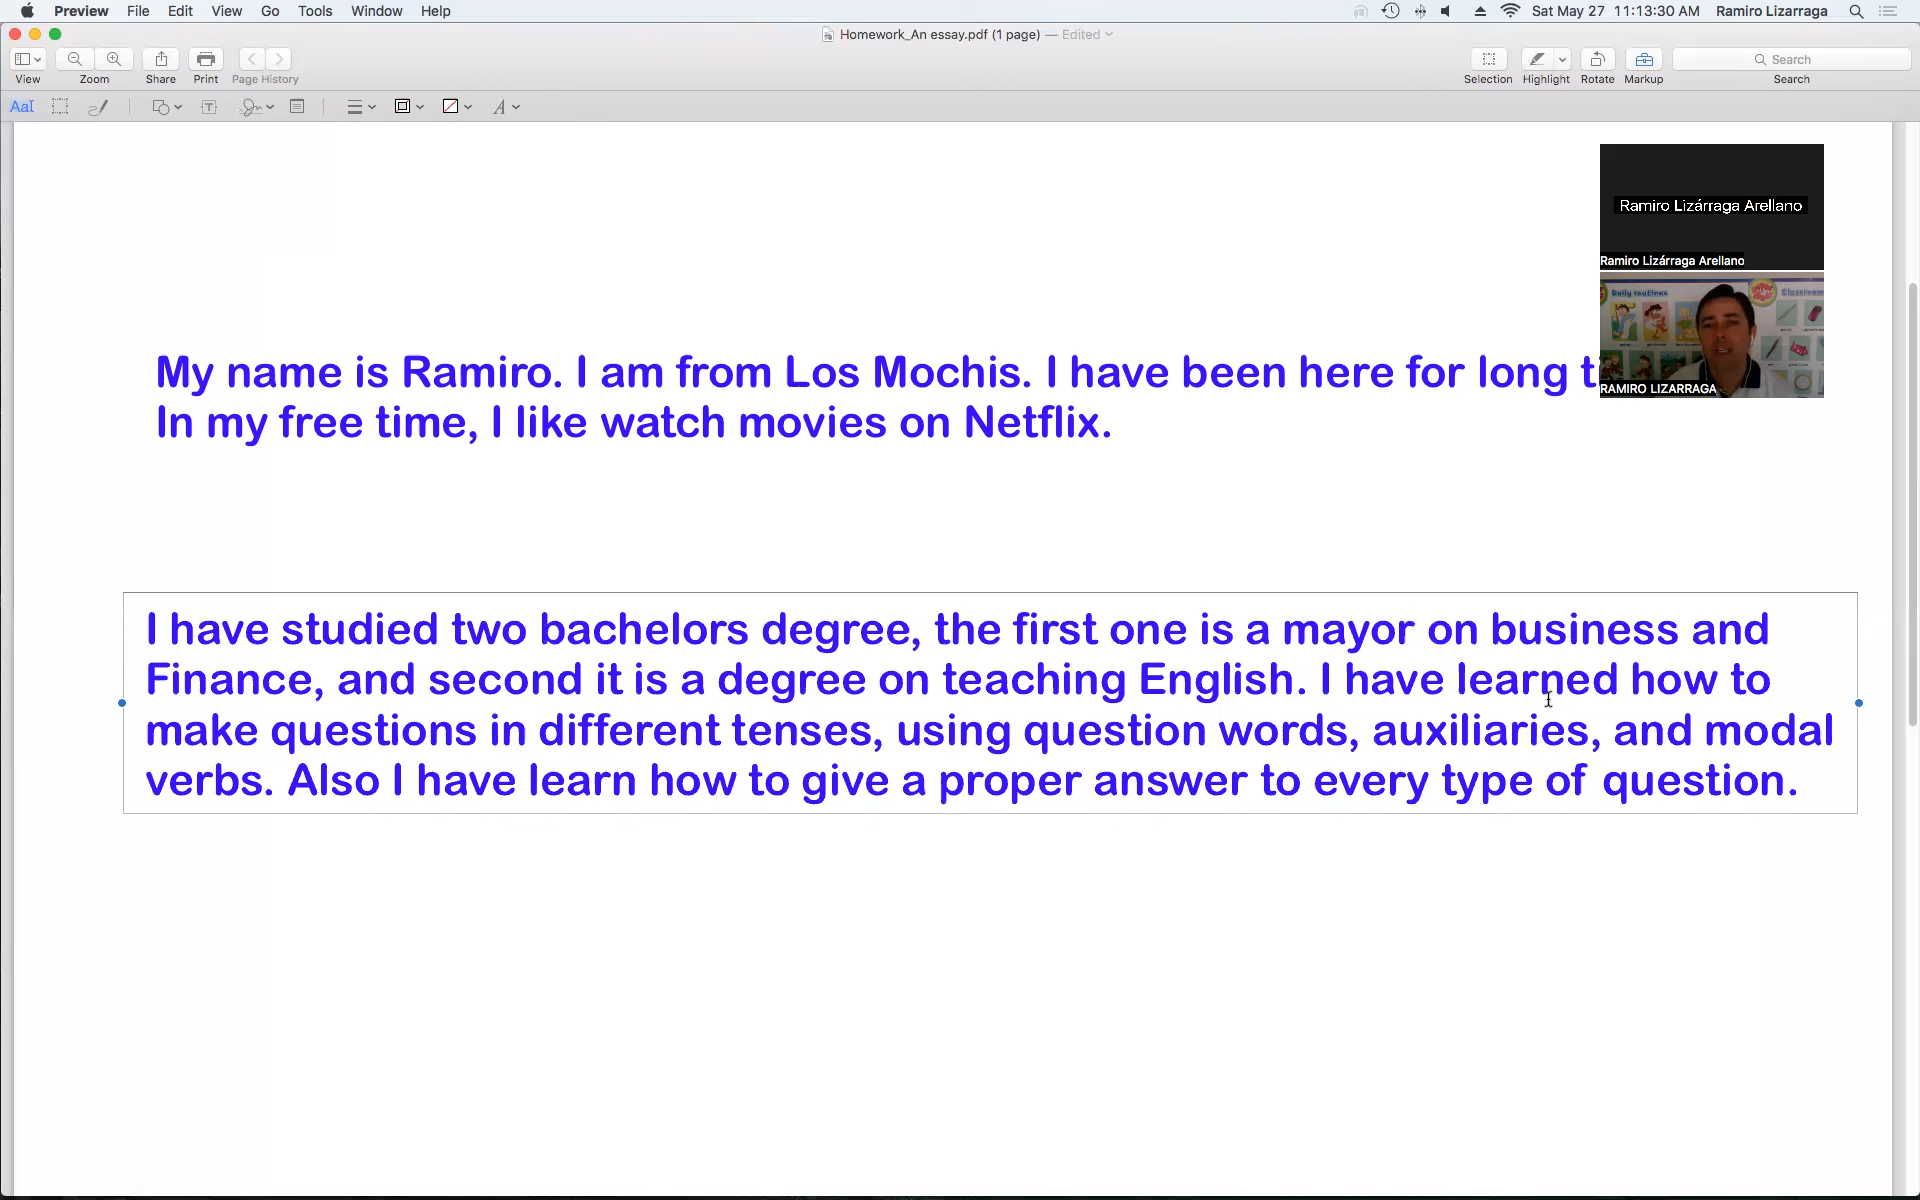 Preview File Edit View Go Tools Window Help Sat May 27 11:13:30 AM Ramiro Lizarraga
Homework_An essay.pdf (1 page) — Edited
Search
View Zoom Share Print Page History Selection Highlight Rotate Markup Search
AaI T A
Ramiro Lizárraga Arellano
Ramiro Lizárraga Arellano
Daily routines Classroom
RAMIRO LIZARRAGA
My name is Ramiro. I am from Los Mochis. I have been here for long
In my free time, I like watch movies on Netflix.
I have studied two bachelors degree, the first one is a mayor on business and
Finance, and second it is a degree on teaching English. I have learned how to
make questions in different tenses, using question words, auxiliaries, and modal
verbs. Also I have learn how to give a proper answer to every type of question.